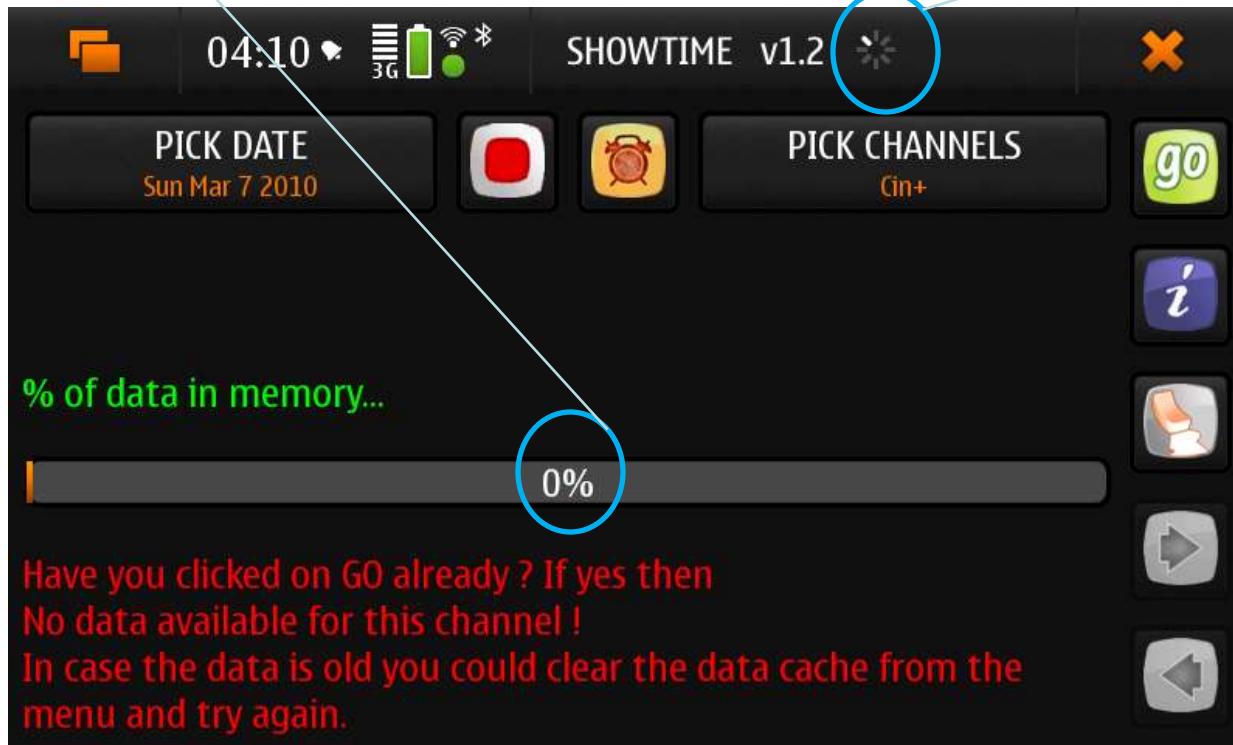 04:10
3G
SHOWTIME v1.2
PICK DATE
Sun Mar 7 2010
PICK CHANNELS
Cin+
go
i
% of data in memory...
0%
Have you clicked on GO already ? If yes then
No data available for this channel !
In case the data is old you could clear the data cache from the
menu and try again.